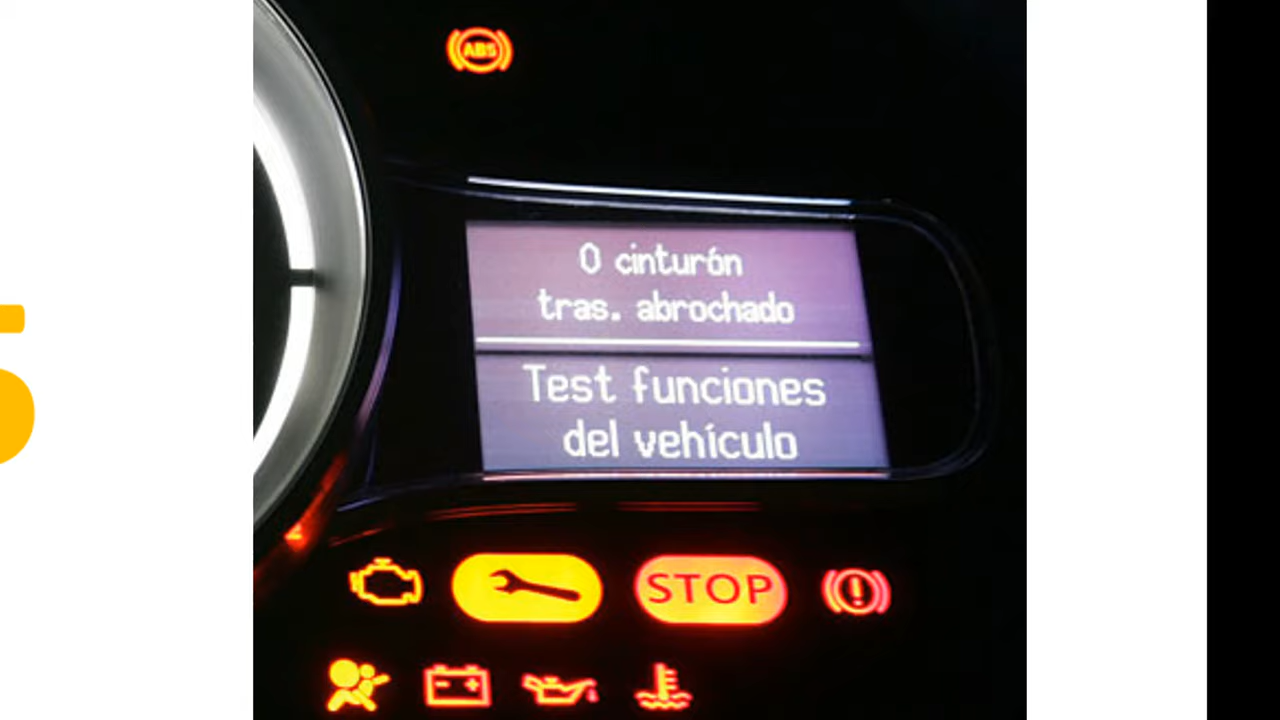 ABS
0 cinturón
tras. abrochado
Test funciones
del vehículo
STOP